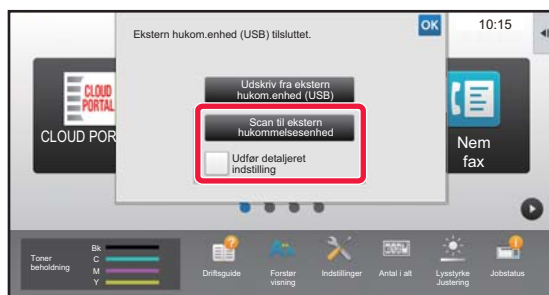 Ekstern hukom.enhed (USB) tilsluttet.
OK
10:15
Udskriv fra ekstern
hukom.enhed (USB)
Scan til ekstern
hukommelsesenhed
Udfør detaljeret
indstilling
CLOUD
PORTAL
CLOUD POR
Nem
fax
Toner
beholdning
Bk
C
M
Y
Driftsguide
Forstør
visning
Indstillinger
Antal i alt
Lysstyrke
Justering
Jobstatus